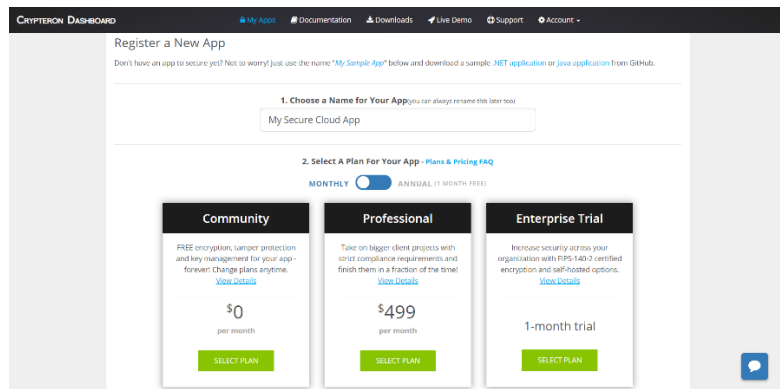 CRYPTERON DASHBOARD
My Apps Documentation Downloads Live Demo Support Account
Register a New App
Don't have an app to secure yet? Not to worry! Just use the name "My Sample App" below and download a sample .NET application or Java application from GitHub.
1. Choose a Name for Your App(you can always rename this later too)
My Secure Cloud App
2. Select A Plan For Your App - Plans & Pricing FAQ
MONTHLY ANNUAL (1 MONTH FREE)
Community
FREE encryption, tamper protection
and key management for your app -
forever! Change plans anytime.
View Details
$0
per month
SELECT PLAN
Professional
Take on bigger client projects with
strict compliance requirements and
finish them in a fraction of the time!
View Details
$499
per month
SELECT PLAN
Enterprise Trial
Increase security across your
organization with FIPS-140-2 certified
encryption and self-hosted options.
View Details
1-month trial
SELECT PLAN